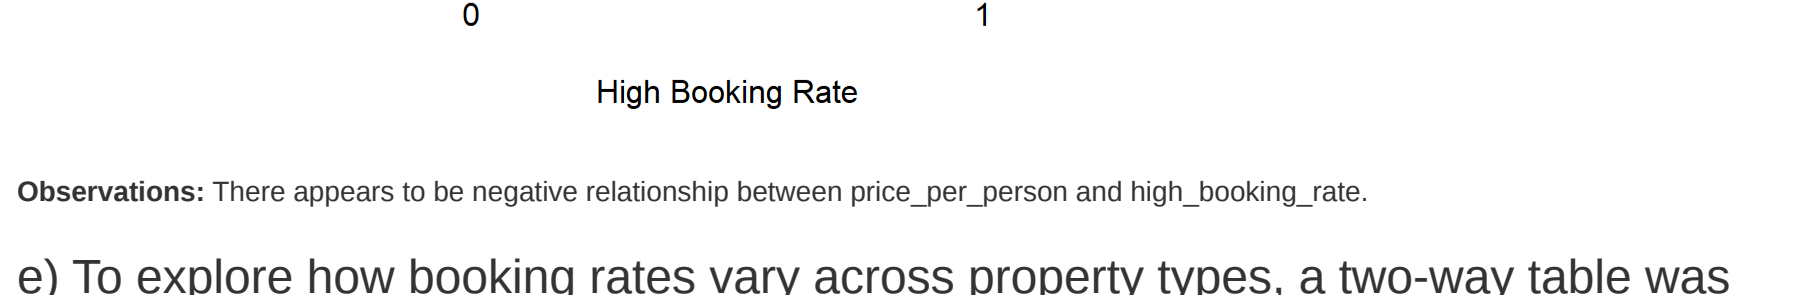 0 1
High Booking Rate
Observations: There appears to be negative relationship between price_per_person and high_booking_rate.
e) To explore how booking rates vary across property types, a two-way table was